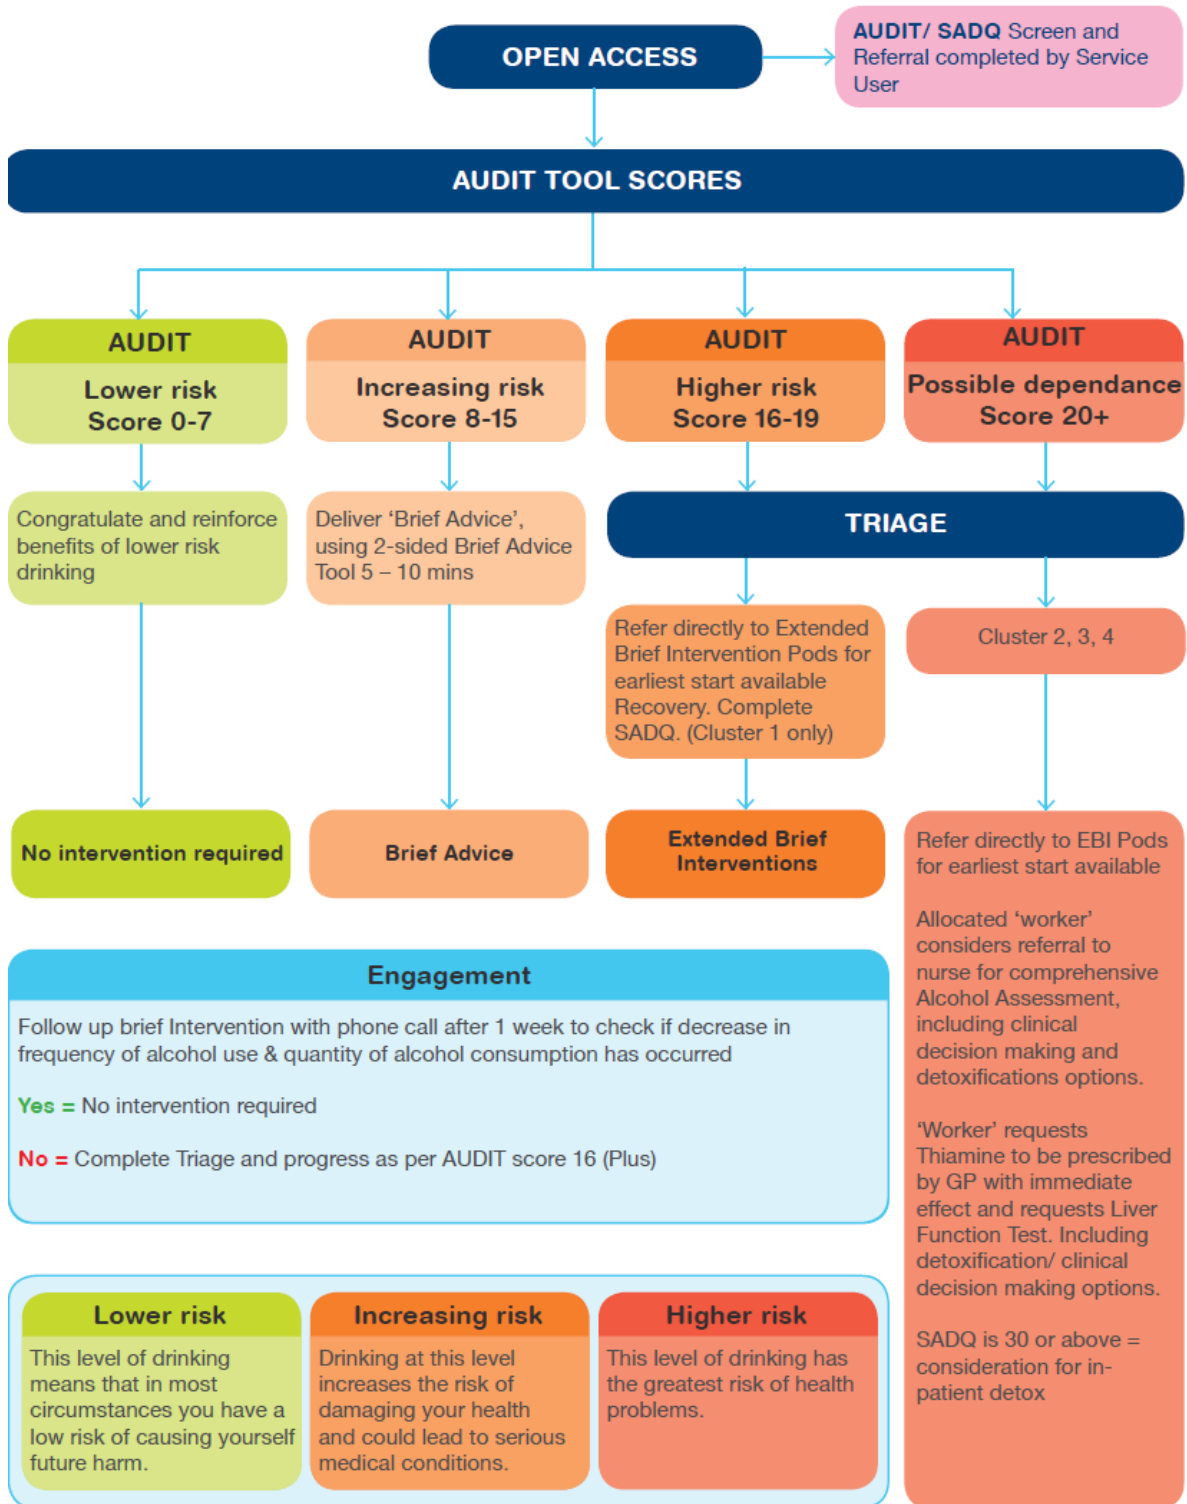 OPEN ACCESS
AUDIT/ SADQ Screen and
Referral completed by Service
User
AUDIT TOOL SCORES
AUDIT
Lower risk
Score 0-7
AUDIT
Increasing risk
Score 8-15
AUDIT
Higher risk
Score 16-19
AUDIT
Possible dependance
Score 20+
Congratulate and reinforce
benefits of lower risk
drinking
Deliver ‘Brief Advice’,
using 2-sided Brief Advice
Tool 5 – 10 mins
TRIAGE
Refer directly to Extended
Brief Intervention Pods for
earliest start available
Recovery. Complete
SADQ. (Cluster 1 only)
Cluster 2, 3, 4
No intervention required
Brief Advice
Extended Brief
Interventions
Refer directly to EBI Pods
for earliest start available
Allocated ‘worker’
considers referral to
nurse for comprehensive
Alcohol Assessment,
including clinical
decision making and
detoxifications options.
‘Worker’ requests
Thiamine to be prescribed
by GP with immediate
effect and requests Liver
Function Test. Including
detoxification/ clinical
decision making options.
SADQ is 30 or above =
consideration for in-
patient detox
Engagement
Follow up brief Intervention with phone call after 1 week to check if decrease in
frequency of alcohol use & quantity of alcohol consumption has occurred
Yes = No intervention required
No = Complete Triage and progress as per AUDIT score 16 (Plus)
Lower risk
This level of drinking
means that in most
circumstances you have a
low risk of causing yourself
future harm.
Increasing risk
Drinking at this level
increases the risk of
damaging your health
and could lead to serious
medical conditions.
Higher risk
This level of drinking has
the greatest risk of health
problems.